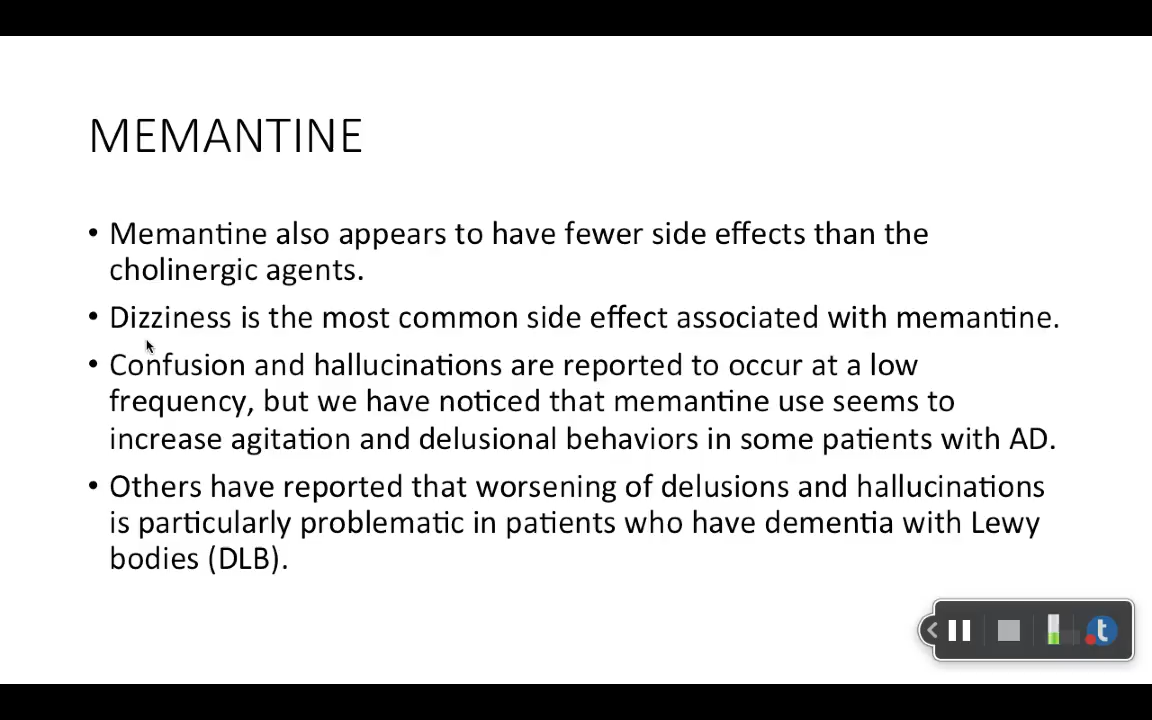 MEMANTINE
• Memantine also appears to have fewer side effects than the
cholinergic agents.
• Dizziness is the most common side effect associated with memantine.
• Confusion and hallucinations are reported to occur at a low
frequency, but we have noticed that memantine use seems to
increase agitation and delusional behaviors in some patients with AD.
• Others have reported that worsening of delusions and hallucinations
is particularly problematic in patients who have dementia with Lewy
bodies (DLB).
t